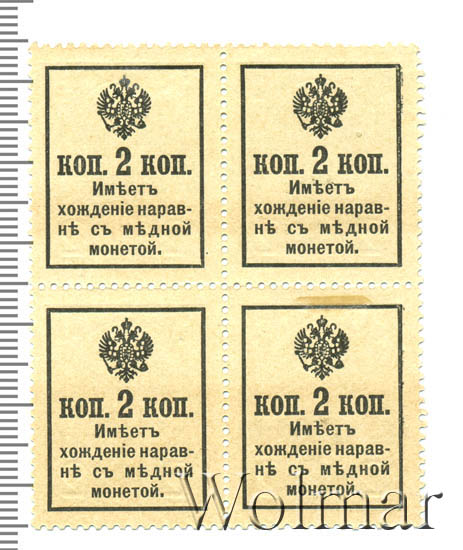 КОП. 2 КОП.
Имѣетъ
хожденіе нарав-
нѣ съ мѣдной
монетой.
КОП. 2 КОП.
Имѣетъ
хожденіе нарав-
нѣ съ мѣдной
монетой.
КОП. 2 КОП.
Имѣетъ
хожденіе нарав-
нѣ съ мѣдной
монетой.
КОП. 2 КОП.
Имѣетъ
хожденіе нарав-
нѣ съ мѣдной
монетой.
Wolmar